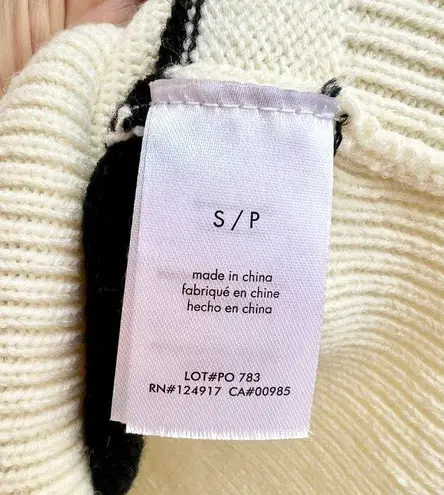 S / P
made in china
fabriqué en chine
hecho en china
LOT#PO 783
RN#124917 CA#00985